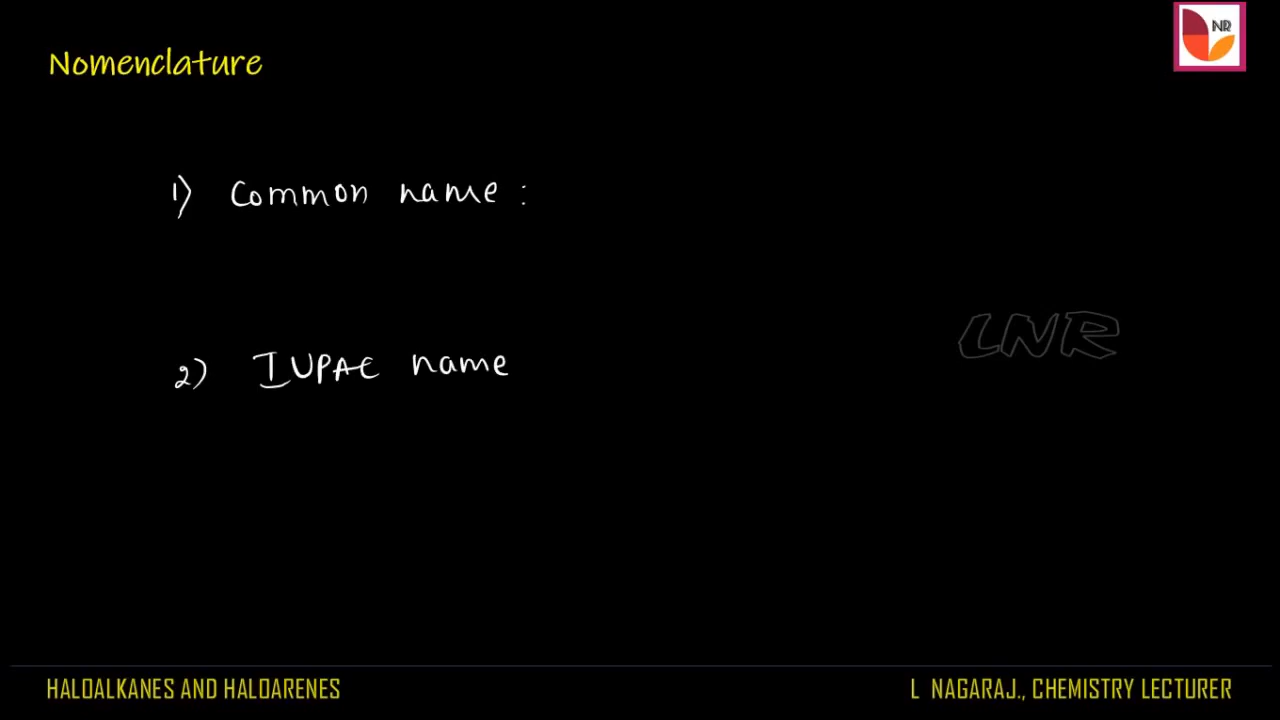 NR
Nomenclature
1) Common name :
LNR
2) IUPAC name
HALOALKANES AND HALOARENES
L NAGARAJ., CHEMISTRY LECTURER